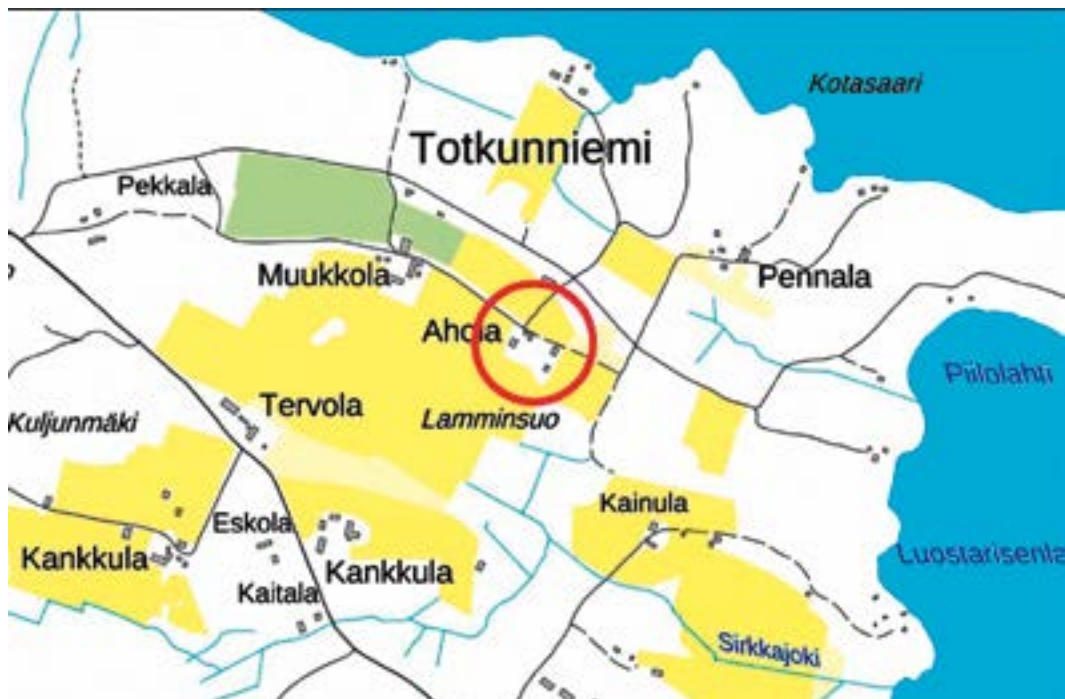 Kotasaari
Totkunniemi
Pekkala
Muukkola
Pennala
Ahola
Piilolahti
Tervola
Lamminsuo
Kuljunmäki
Kainula
Eskola
Luostarisenla
Kankkula
Kankkula
Kaitala
Sirkkajoki